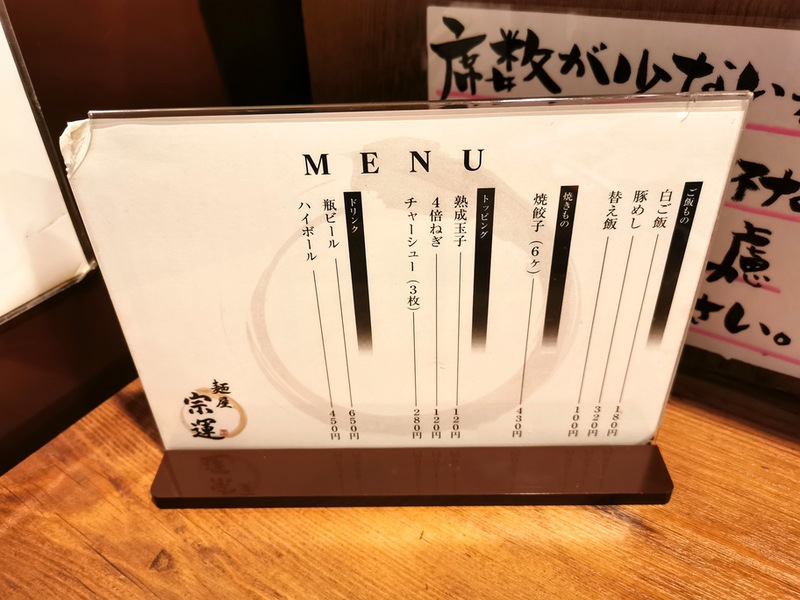 MENU
ご飯もの
白ご飯 180円
豚めし 320円
替え飯 100円
焼きもの
焼餃子（6ヶ） 430円
トッピング
熟成玉子 120円
4倍ねぎ 120円
チャーシュー（3枚） 280円
ドリンク
瓶ビール 650円
ハイボール 450円
麺屋
宗運
席数が少ない
慮
さい。